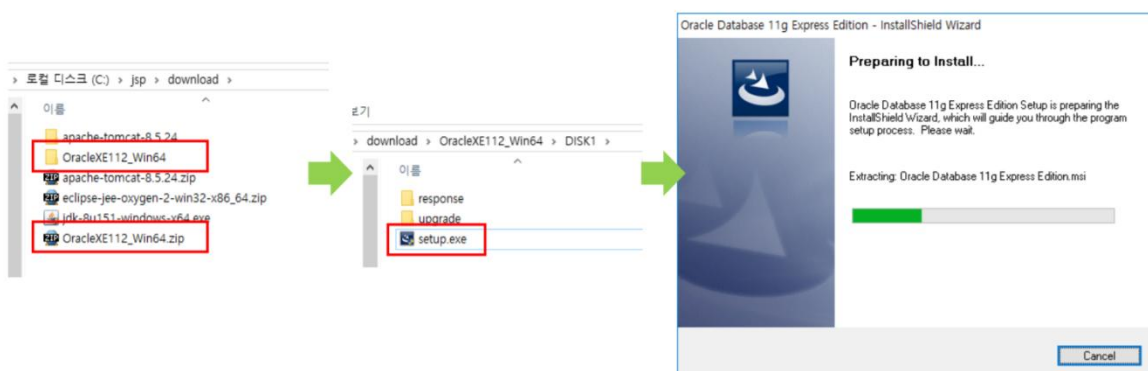 > 로컬 디스크 (C:) > jsp > download >
이름
apache-tomcat-8.5.24
OracleXE112_Win64
apache-tomcat-8.5.24.zip
eclipse-jee-oxygen-2-win32-x86_64.zip
jdk-8u151-windows-x64.exe
OracleXE112_Win64.zip
보기
> download > OracleXE112_Win64 > DISK1 >
이름
response
upgrade
setup.exe
Oracle Database 11g Express Edition - InstallShield Wizard
Preparing to Install...
Oracle Database 11g Express Edition Setup is preparing the
InstallShield Wizard, which will guide you through the program
setup process. Please wait.
Extracting: Oracle Database 11g Express Edition.msi
Cancel